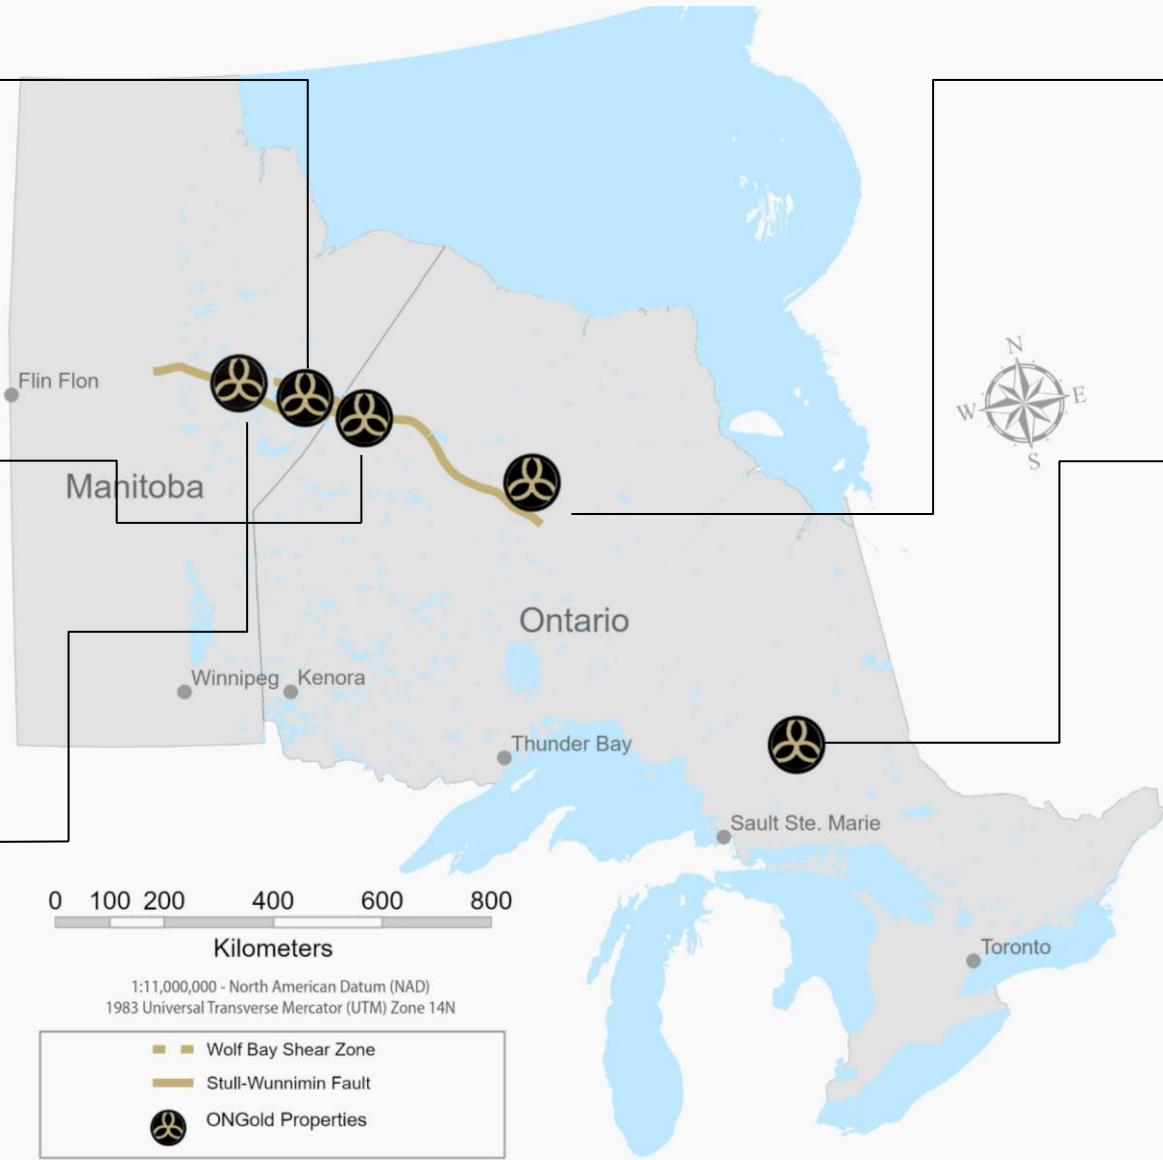 N
W E
S
Flin Flon
Manitoba
Ontario
Winnipeg Kenora
Thunder Bay
Sault Ste. Marie
Toronto
0 100 200 400 600 800
Kilometers
1:11,000,000 - North American Datum (NAD)
1983 Universal Transverse Mercator (UTM) Zone 14N
Wolf Bay Shear Zone
Stull-Wunnimin Fault
ONGold Properties